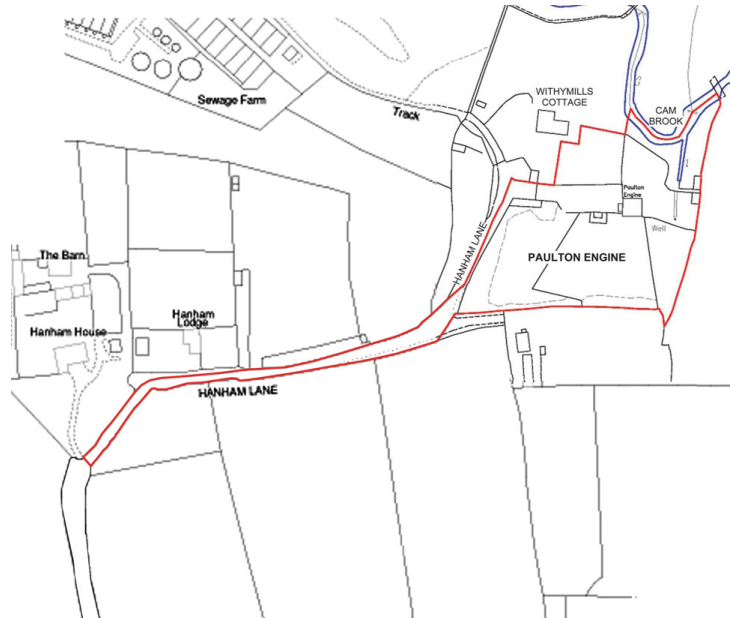 Sewage Farm
Track
WITHYMILLS
COTTAGE
CAM
BROOK
HANHAM LANE
Paulton
Engine
Well
PAULTON ENGINE
The Barn
Hanham House
Hanham
Lodge
HANHAM LANE